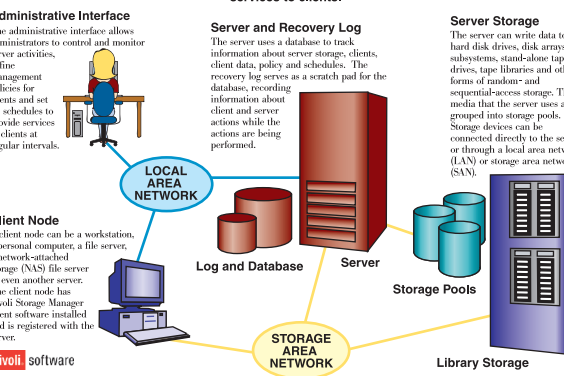 services to clients.
dministrative Interface
e administrative interface allows
ministrators to control and monitor
ver activities,
fine
anagement
licies for
ents and set
schedules to
ovide services
clients at
gular intervals.
Server and Recovery Log
The server uses a database to track
information about server storage, clients,
client data, policy and schedules. The
recovery log serves as a scratch pad for the
database, recording
information about
client and server
actions while the
actions are being
performed.
Server Storage
The server can write data to
hard disk drives, disk arrays
subsystems, stand-alone tap
drives, tape libraries and oth
forms of random- and
sequential-access storage. Th
media that the server uses a
grouped into storage pools.
Storage devices can be
connected directly to the se
or through a local area netw
(LAN) or storage area netwo
(SAN).
LOCAL
AREA
NETWORK
lient Node
client node can be a workstation,
personal computer, a file server,
network-attached
orage (NAS) file server
even another server.
e client node has
voli Storage Manager
ent software installed
d is registered with the
rver.
Log and Database
Server
Storage Pools
STORAGE
AREA
NETWORK
Library Storage
ivoli. software